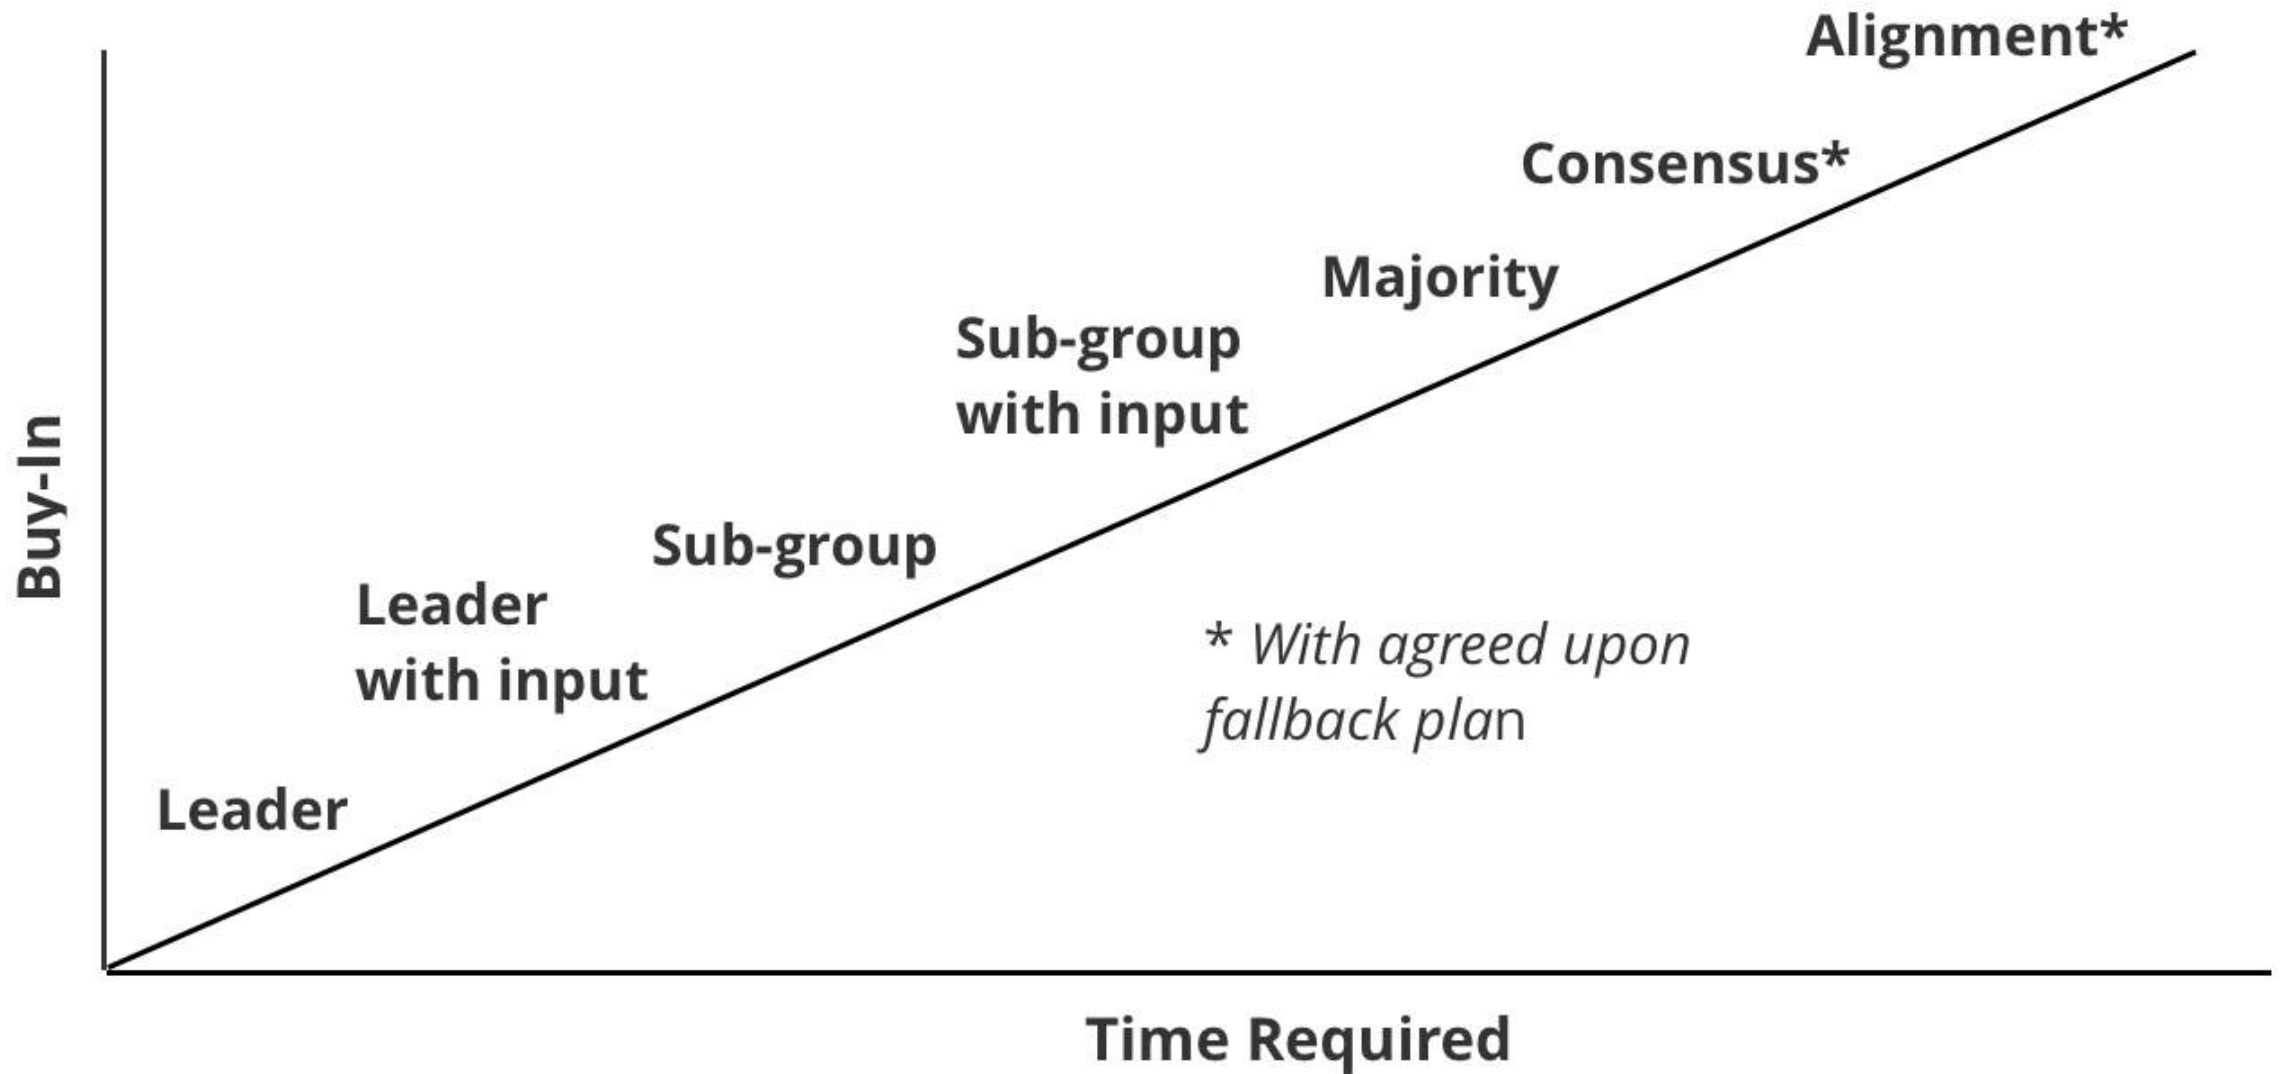 Alignment*
Consensus*
Majority
Sub-group
with input
Sub-group
Leader
with input
Leader
* With agreed upon
fallback plan
Buy-In
Time Required